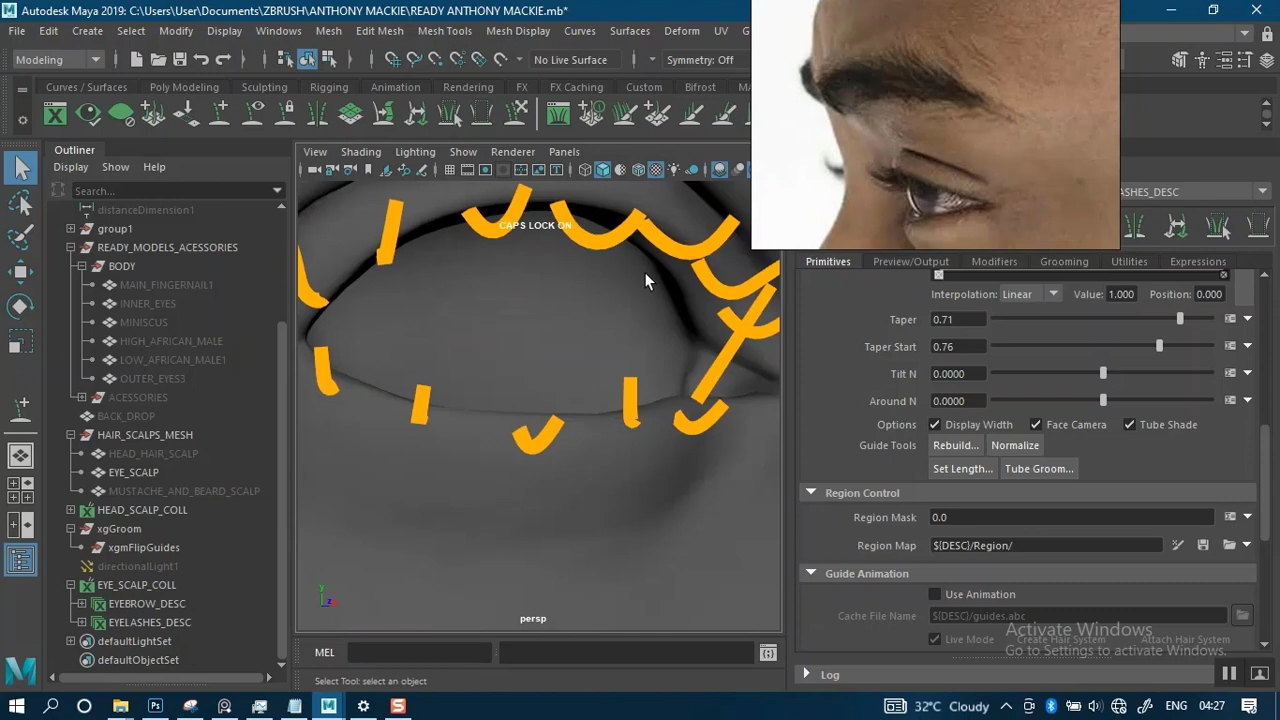 Autodesk Maya 2019: C:\Users\User\Documents\ZBRUSH\ANTHONY MACKIE\READY ANTHONY MACKIE.mb*
File Edit Create Select Modify Display Windows Mesh Edit Mesh Mesh Tools Mesh Display Curves Surfaces Deform UV G
Modeling No Live Surface Symmetry: Off
Curves / Surfaces Poly Modeling Sculpting Rigging Animation Rendering FX FX Caching Custom Bifrost MA
Outliner
Display Show Help
Search...
distanceDimension1
group1
READY_MODELS_ACESSORIES
BODY
MAIN_FINGERNAIL1
INNER_EYES
MINISCUS
HIGH_AFRICAN_MALE
LOW_AFRICAN_MALE1
OUTER_EYES3
ACESSORIES
BACK_DROP
HAIR_SCALPS_MESH
HEAD_HAIR_SCALP
EYE_SCALP
MUSTACHE_AND_BEARD_SCALP
HEAD_SCALP_COLL
xgGroom
xgmFlipGuides
directionalLight1
EYE_SCALP_COLL
EYEBROW_DESC
EYELASHES_DESC
defaultLightSet
defaultObjectSet
View Shading Lighting Show Renderer Panels
CAPS LOCK ON
persp
MEL
Select Tool: select an object
ASHES_DESC
Primitives Preview/Output Modifiers Grooming Utilities Expressions
Interpolation: Linear Value: 1.000 Position: 0.000
Taper 0.71
Taper Start 0.76
Tilt N 0.0000
Around N 0.0000
Options Display Width Face Camera Tube Shade
Guide Tools Rebuild... Normalize
Set Length... Tube Groom...
Region Control
Region Mask 0.0
Region Map ${DESC}/Region/
Guide Animation
Use Animation
Cache File Name ${DESC}/guides.abc
Live Mode Create Hair System Attach Hair System
Activate Windows
Go to Settings to activate Windows.
Log
32°C Cloudy ENG 04:27